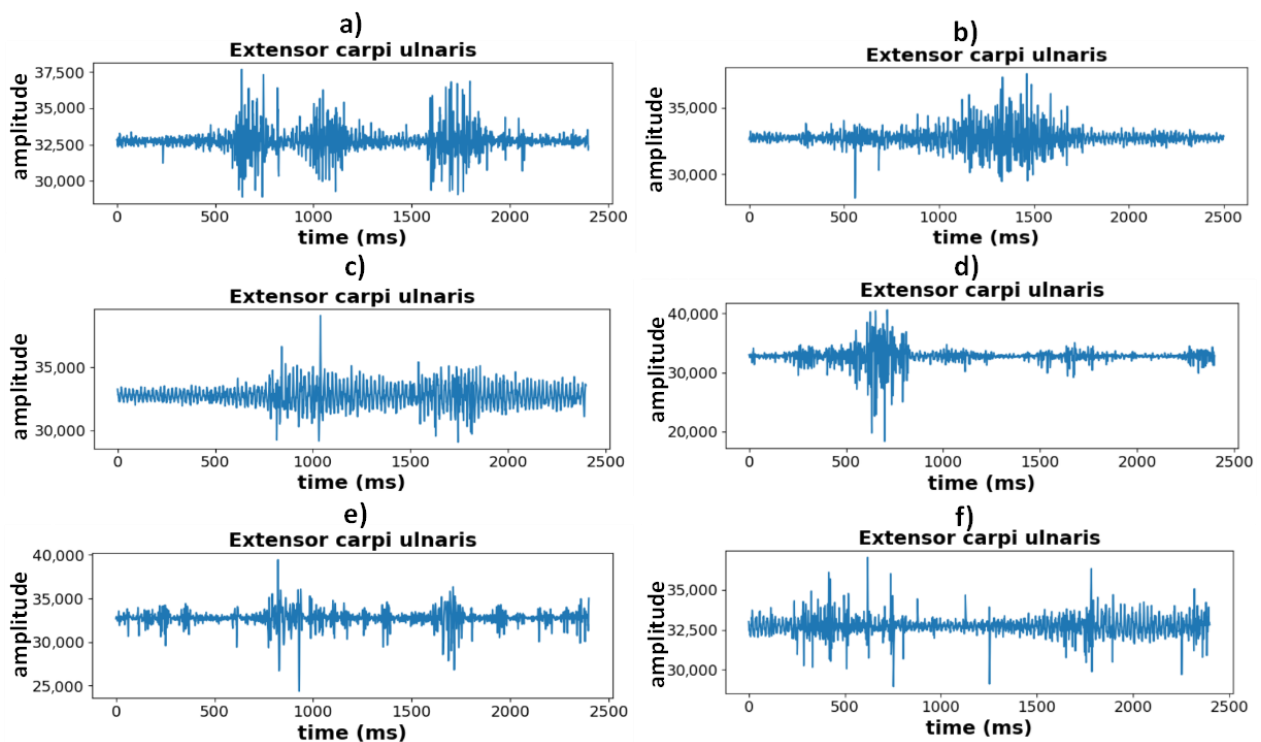 a)
Extensor carpi ulnaris
37,500
35,000
32,500
30,000
amplitude
0 500 1000 1500 2000 2500
time (ms)
b)
Extensor carpi ulnaris
35,000
30,000
amplitude
0 500 1000 1500 2000 2500
time (ms)
c)
Extensor carpi ulnaris
35,000
30,000
amplitude
0 500 1000 1500 2000 2500
time (ms)
d)
Extensor carpi ulnaris
40,000
30,000
20,000
amplitude
0 500 1000 1500 2000 2500
time (ms)
e)
Extensor carpi ulnaris
40,000
35,000
30,000
25,000
amplitude
0 500 1000 1500 2000 2500
time (ms)
f)
Extensor carpi ulnaris
35,000
32,500
30,000
amplitude
0 500 1000 1500 2000 2500
time (ms)